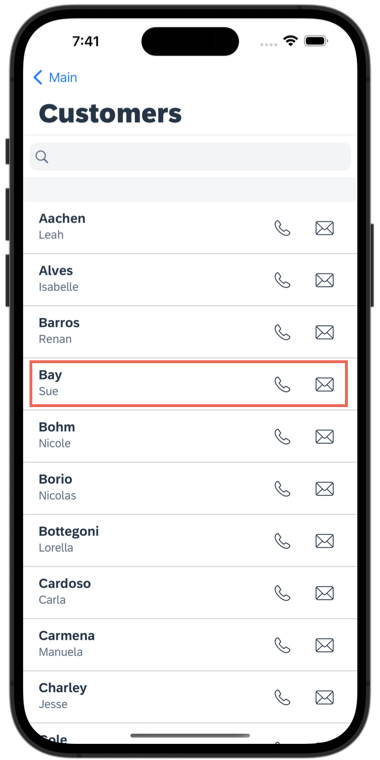 7:41
Main
Customers
Aachen
Leah
Alves
Isabelle
Barros
Renan
Bay
Sue
Bohm
Nicole
Borio
Nicolas
Bottegoni
Lorella
Cardoso
Carla
Carmena
Manuela
Charley
Jesse
Cole